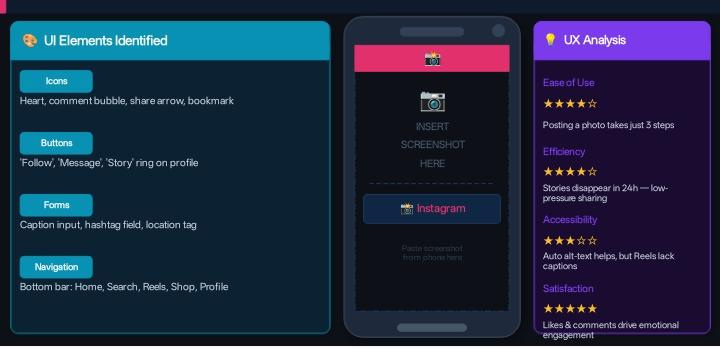 UI Elements Identified
Icons
Heart, comment bubble, share arrow, bookmark
Buttons
'Follow', 'Message', 'Story' ring on profile
Forms
Caption input, hashtag field, location tag
Navigation
Bottom bar: Home, Search, Reels, Shop, Profile
INSERT
SCREENSHOT
HERE
Instagram
Paste screenshot
from phone here
UX Analysis
Ease of Use
★★★★☆
Posting a photo takes just 3 steps
Efficiency
★★★★☆
Stories disappear in 24h — low-
pressure sharing
Accessibility
★★★☆☆
Auto alt-text helps, but Reels lack
captions
Satisfaction
★★★★★
Likes & comments drive emotional
engagement